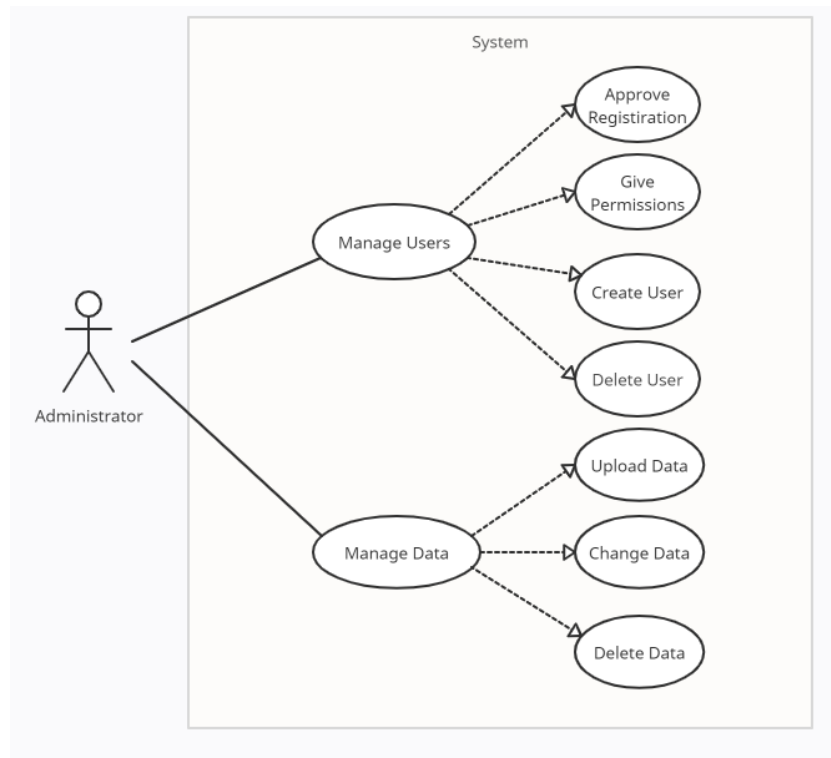 System
Approve
Registiration
Give
Permissions
Manage Users
Create User
Delete User
Administrator
Upload Data
Manage Data
Change Data
Delete Data